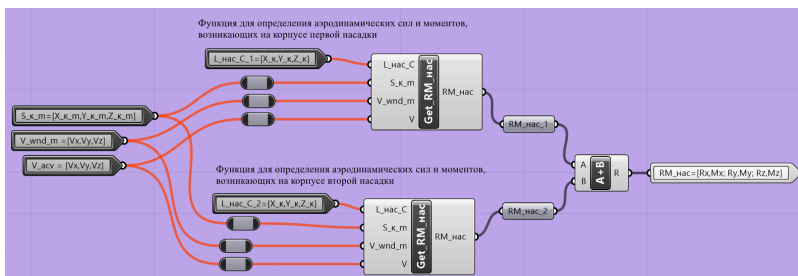 Функция для определения аэродинамических сил и моментов,
возникающих на корпусе первой насадки
L_нас_C_1=[X_к,Y_к,Z_к]
L_нас_C
S_к_m
V_wnd_m
V
Get_RM_нас
RM_нас
S_к_m=[X_к_m,Y_к_m,Z_к_m]
V_wnd_m =[Vx,Vy,Vz]
V_acv = [Vx,Vy,Vz]
RM_нас_1
Функция для определения аэродинамических сил и моментов,
возникающих на корпусе второй насадки
L_нас_C_2=[X_к,Y_к,Z_к]
L_нас_C
S_к_m
V_wnd_m
V
Get_RM_нас
RM_нас
RM_нас_2
A
B
A+B
R
RM_нас=[Rx,Mx; Ry,My; Rz,Mz]